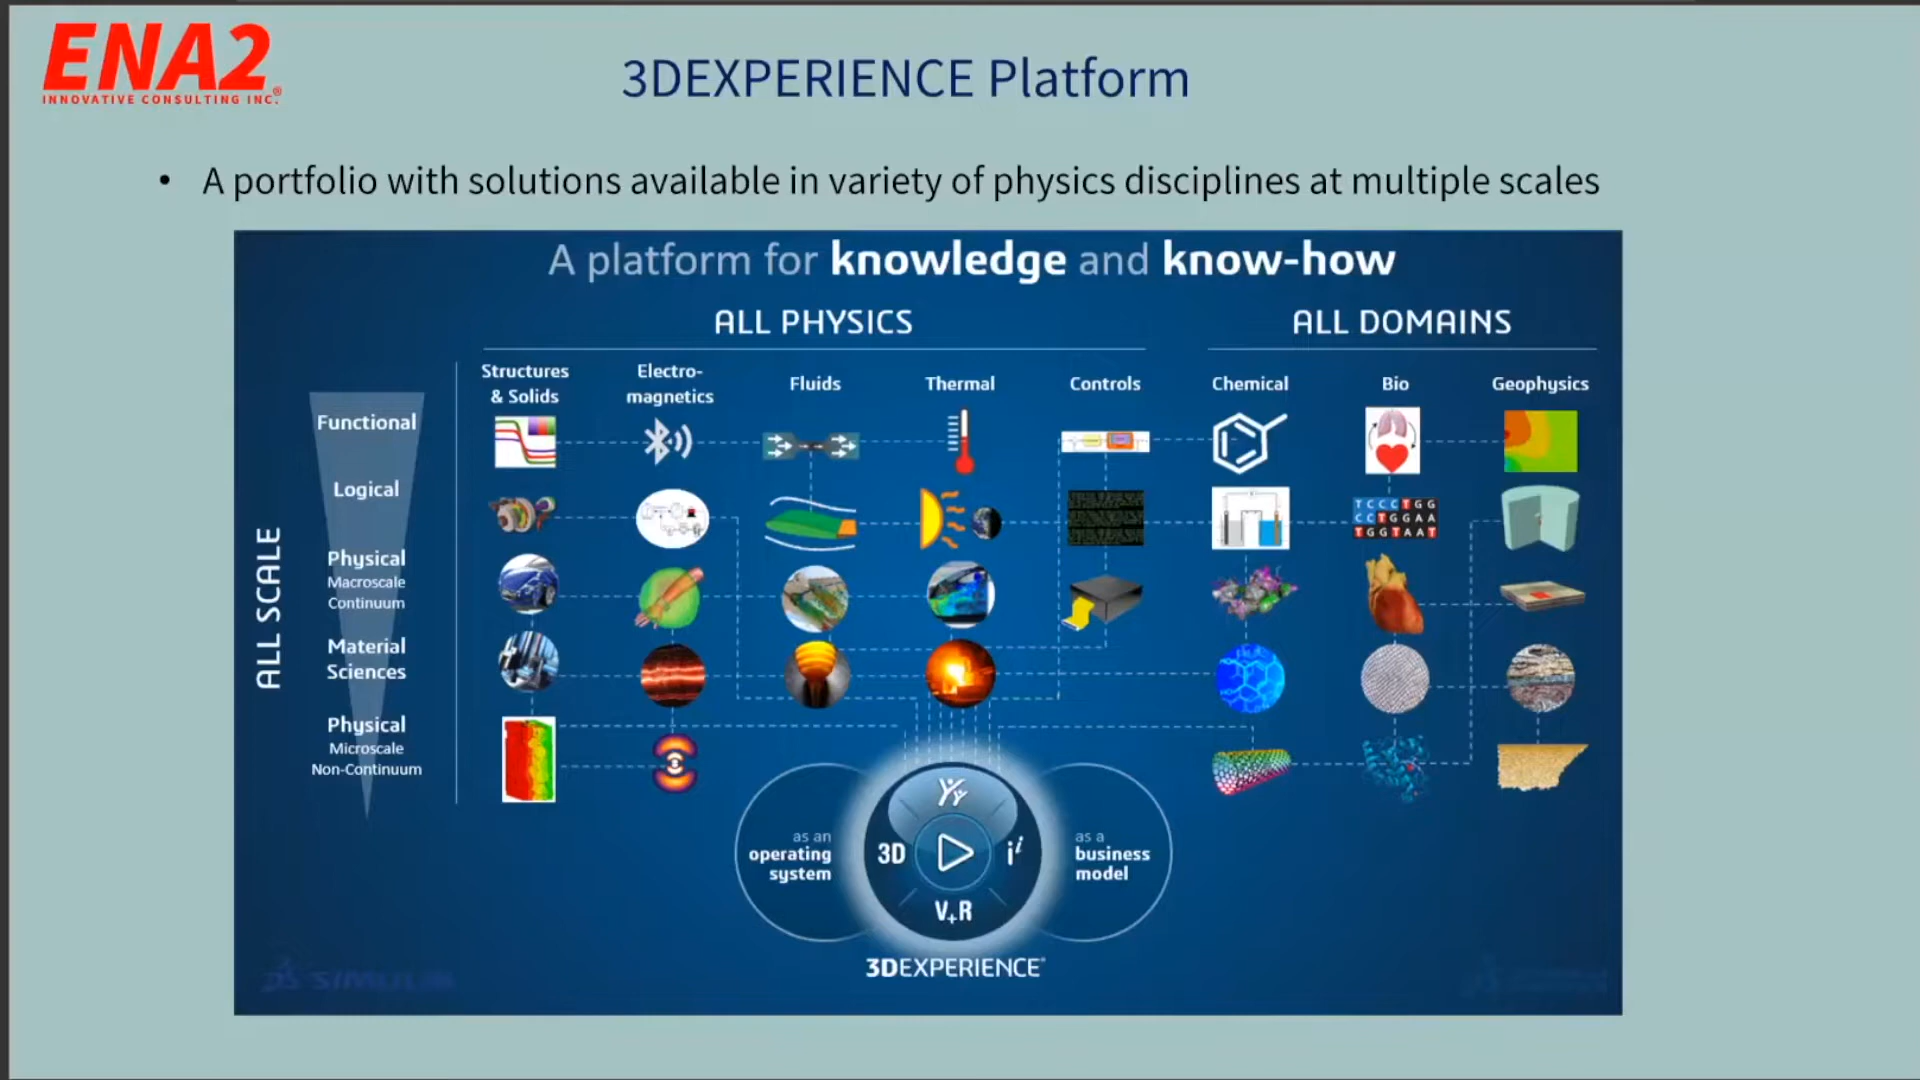 ENA2®
INNOVATIVE CONSULTING INC.
3DEXPERIENCE Platform
• A portfolio with solutions available in variety of physics disciplines at multiple scales
A platform for knowledge and know-how
ALL PHYSICS
ALL DOMAINS
Structures
& Solids
Electro-
magnetics
Fluids
Thermal
Controls
Chemical
Bio
Geophysics
ALL SCALE
Functional
Logical
Physical
Macroscale
Continuum
Material
Sciences
Physical
Microscale
Non-Continuum
TCCCTGG
CCTGGAA
TGGTAAT
as an
operating
system
3D
i
V+R
as a
business
model
3DEXPERIENCE®
SIMULIA